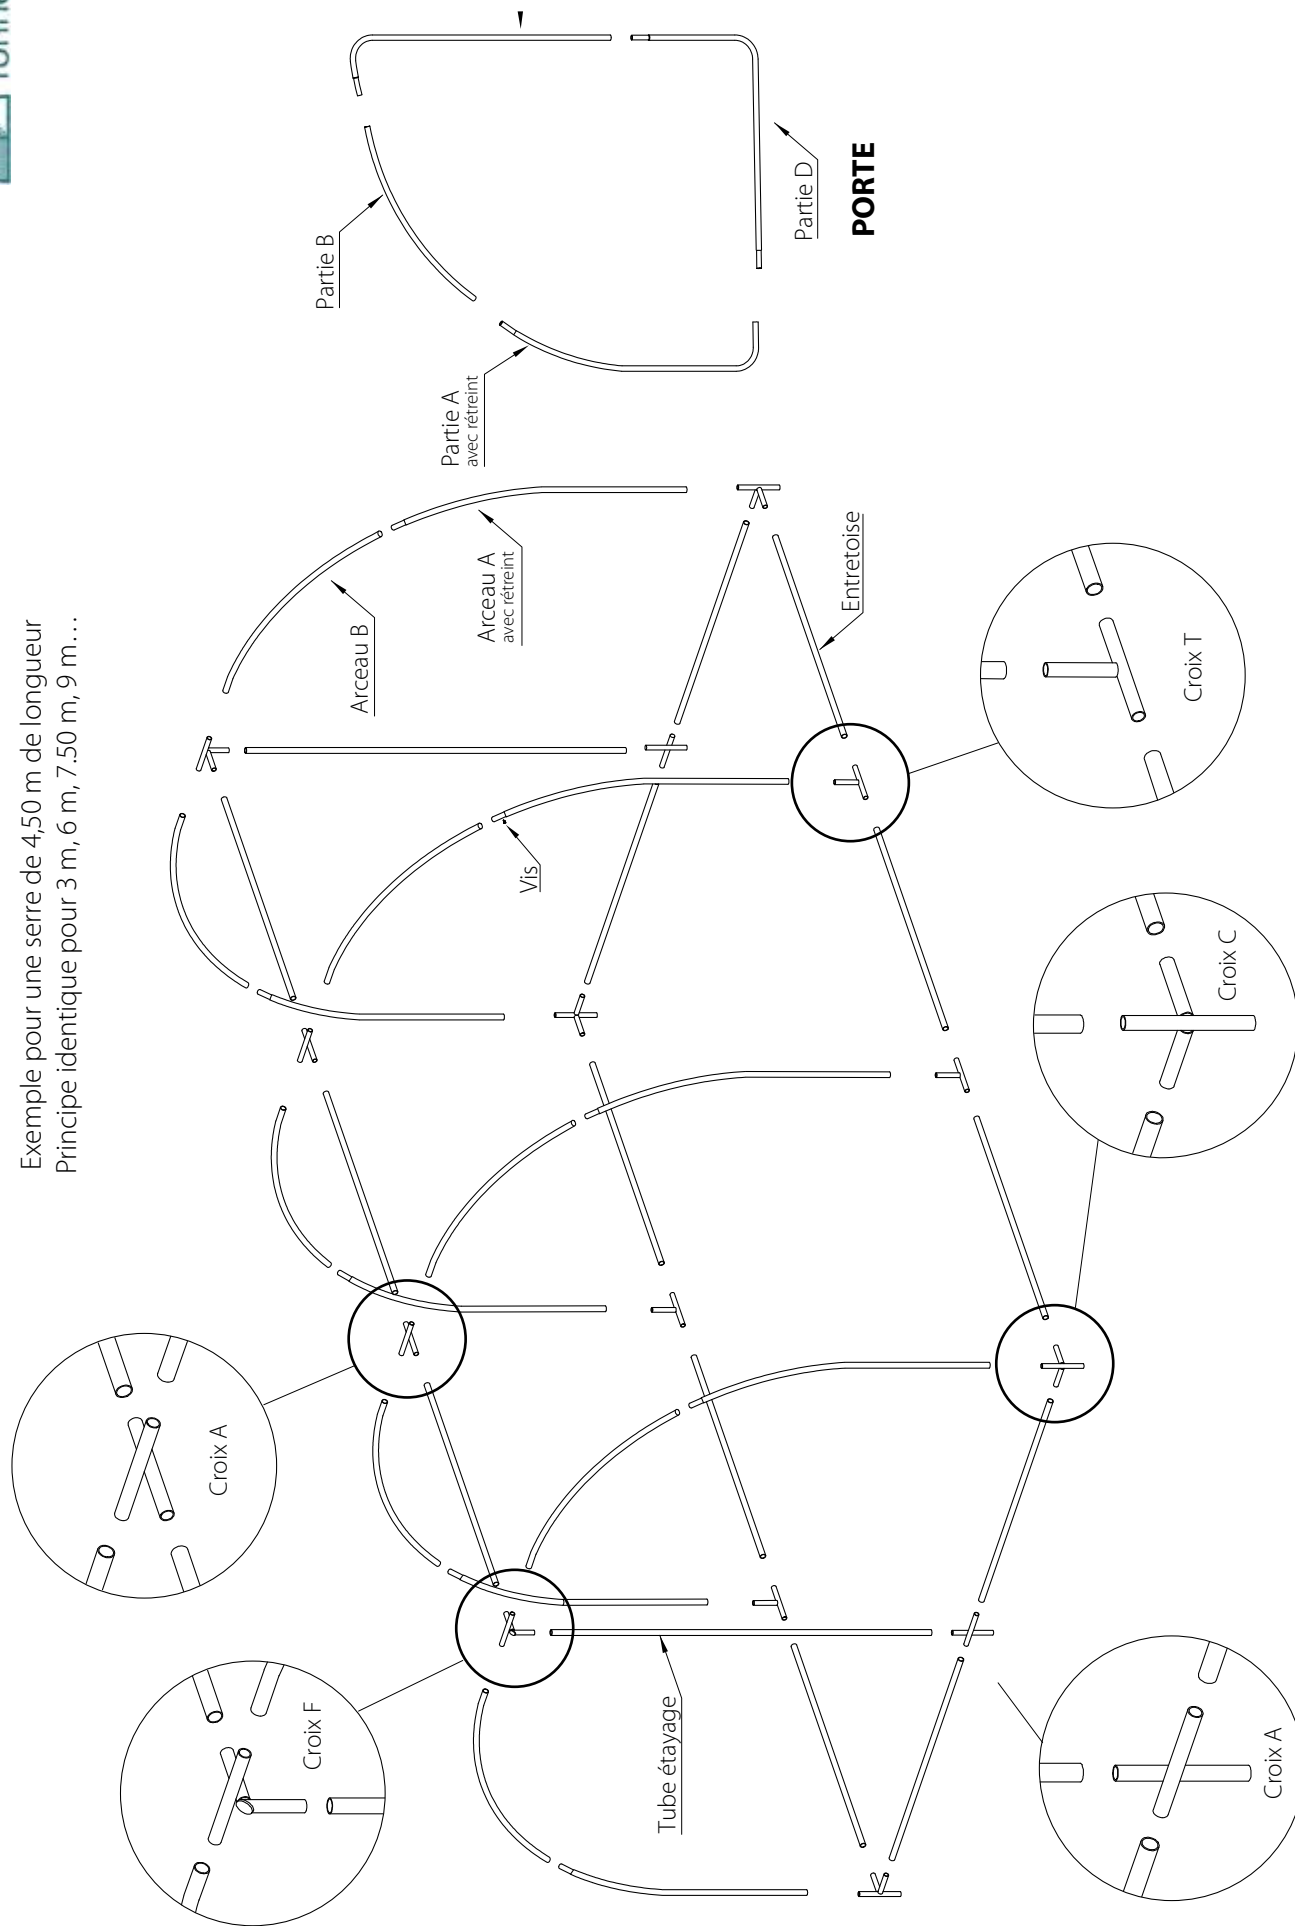 Exemple pour une serre de 4,50 m de longueur
Principe identique pour 3 m, 6 m, 7.50 m, 9 m…
Croix F
Croix A
Tube étayage
Croix A
Arceau B
Arceau A
avec rétreint
Vis
Entretoise
Croix C
Croix T
Partie B
Partie A
avec rétreint
Partie D
PORTE